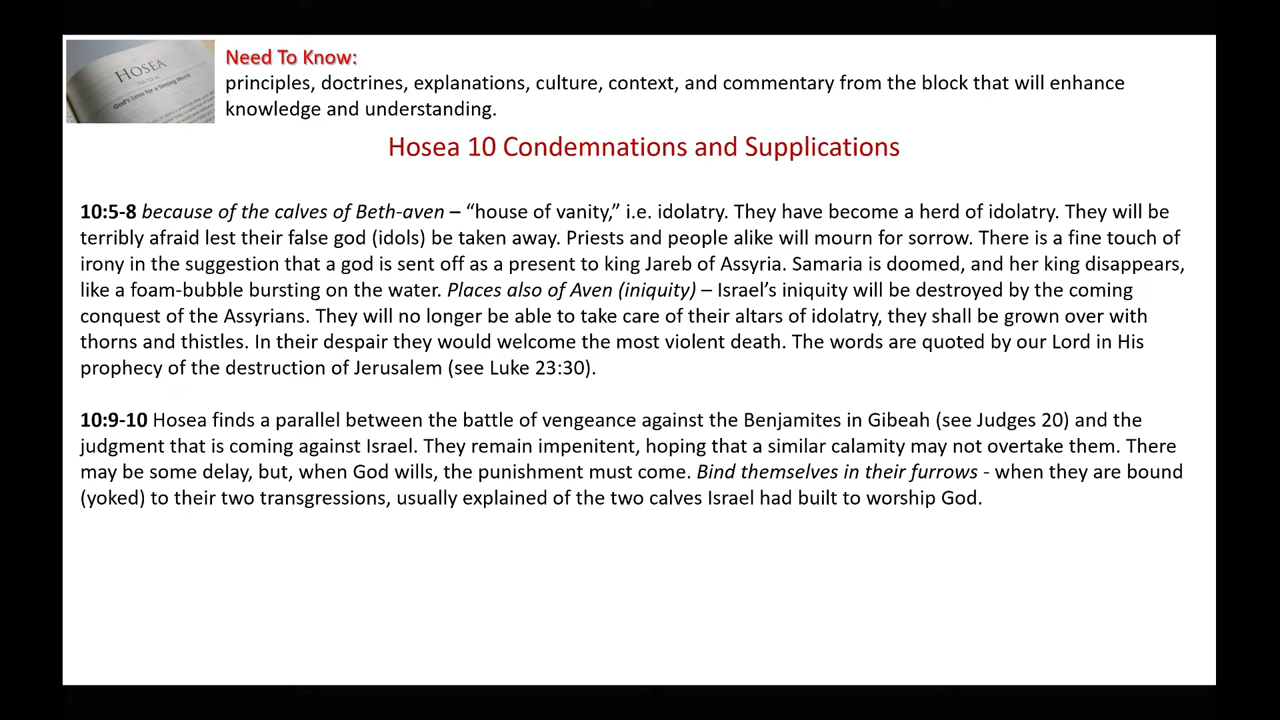 HOSEA
God's Love for a Sinning World
Need To Know:
principles, doctrines, explanations, culture, context, and commentary from the block that will enhance
knowledge and understanding.
Hosea 10 Condemnations and Supplications
10:5-8 because of the calves of Beth-aven – “house of vanity,” i.e. idolatry. They have become a herd of idolatry. They will be
terribly afraid lest their false god (idols) be taken away. Priests and people alike will mourn for sorrow. There is a fine touch of
irony in the suggestion that a god is sent off as a present to king Jareb of Assyria. Samaria is doomed, and her king disappears,
like a foam-bubble bursting on the water. Places also of Aven (iniquity) – Israel’s iniquity will be destroyed by the coming
conquest of the Assyrians. They will no longer be able to take care of their altars of idolatry, they shall be grown over with
thorns and thistles. In their despair they would welcome the most violent death. The words are quoted by our Lord in His
prophecy of the destruction of Jerusalem (see Luke 23:30).
10:9-10 Hosea finds a parallel between the battle of vengeance against the Benjamites in Gibeah (see Judges 20) and the
judgment that is coming against Israel. They remain impenitent, hoping that a similar calamity may not overtake them. There
may be some delay, but, when God wills, the punishment must come. Bind themselves in their furrows - when they are bound
(yoked) to their two transgressions, usually explained of the two calves Israel had built to worship God.